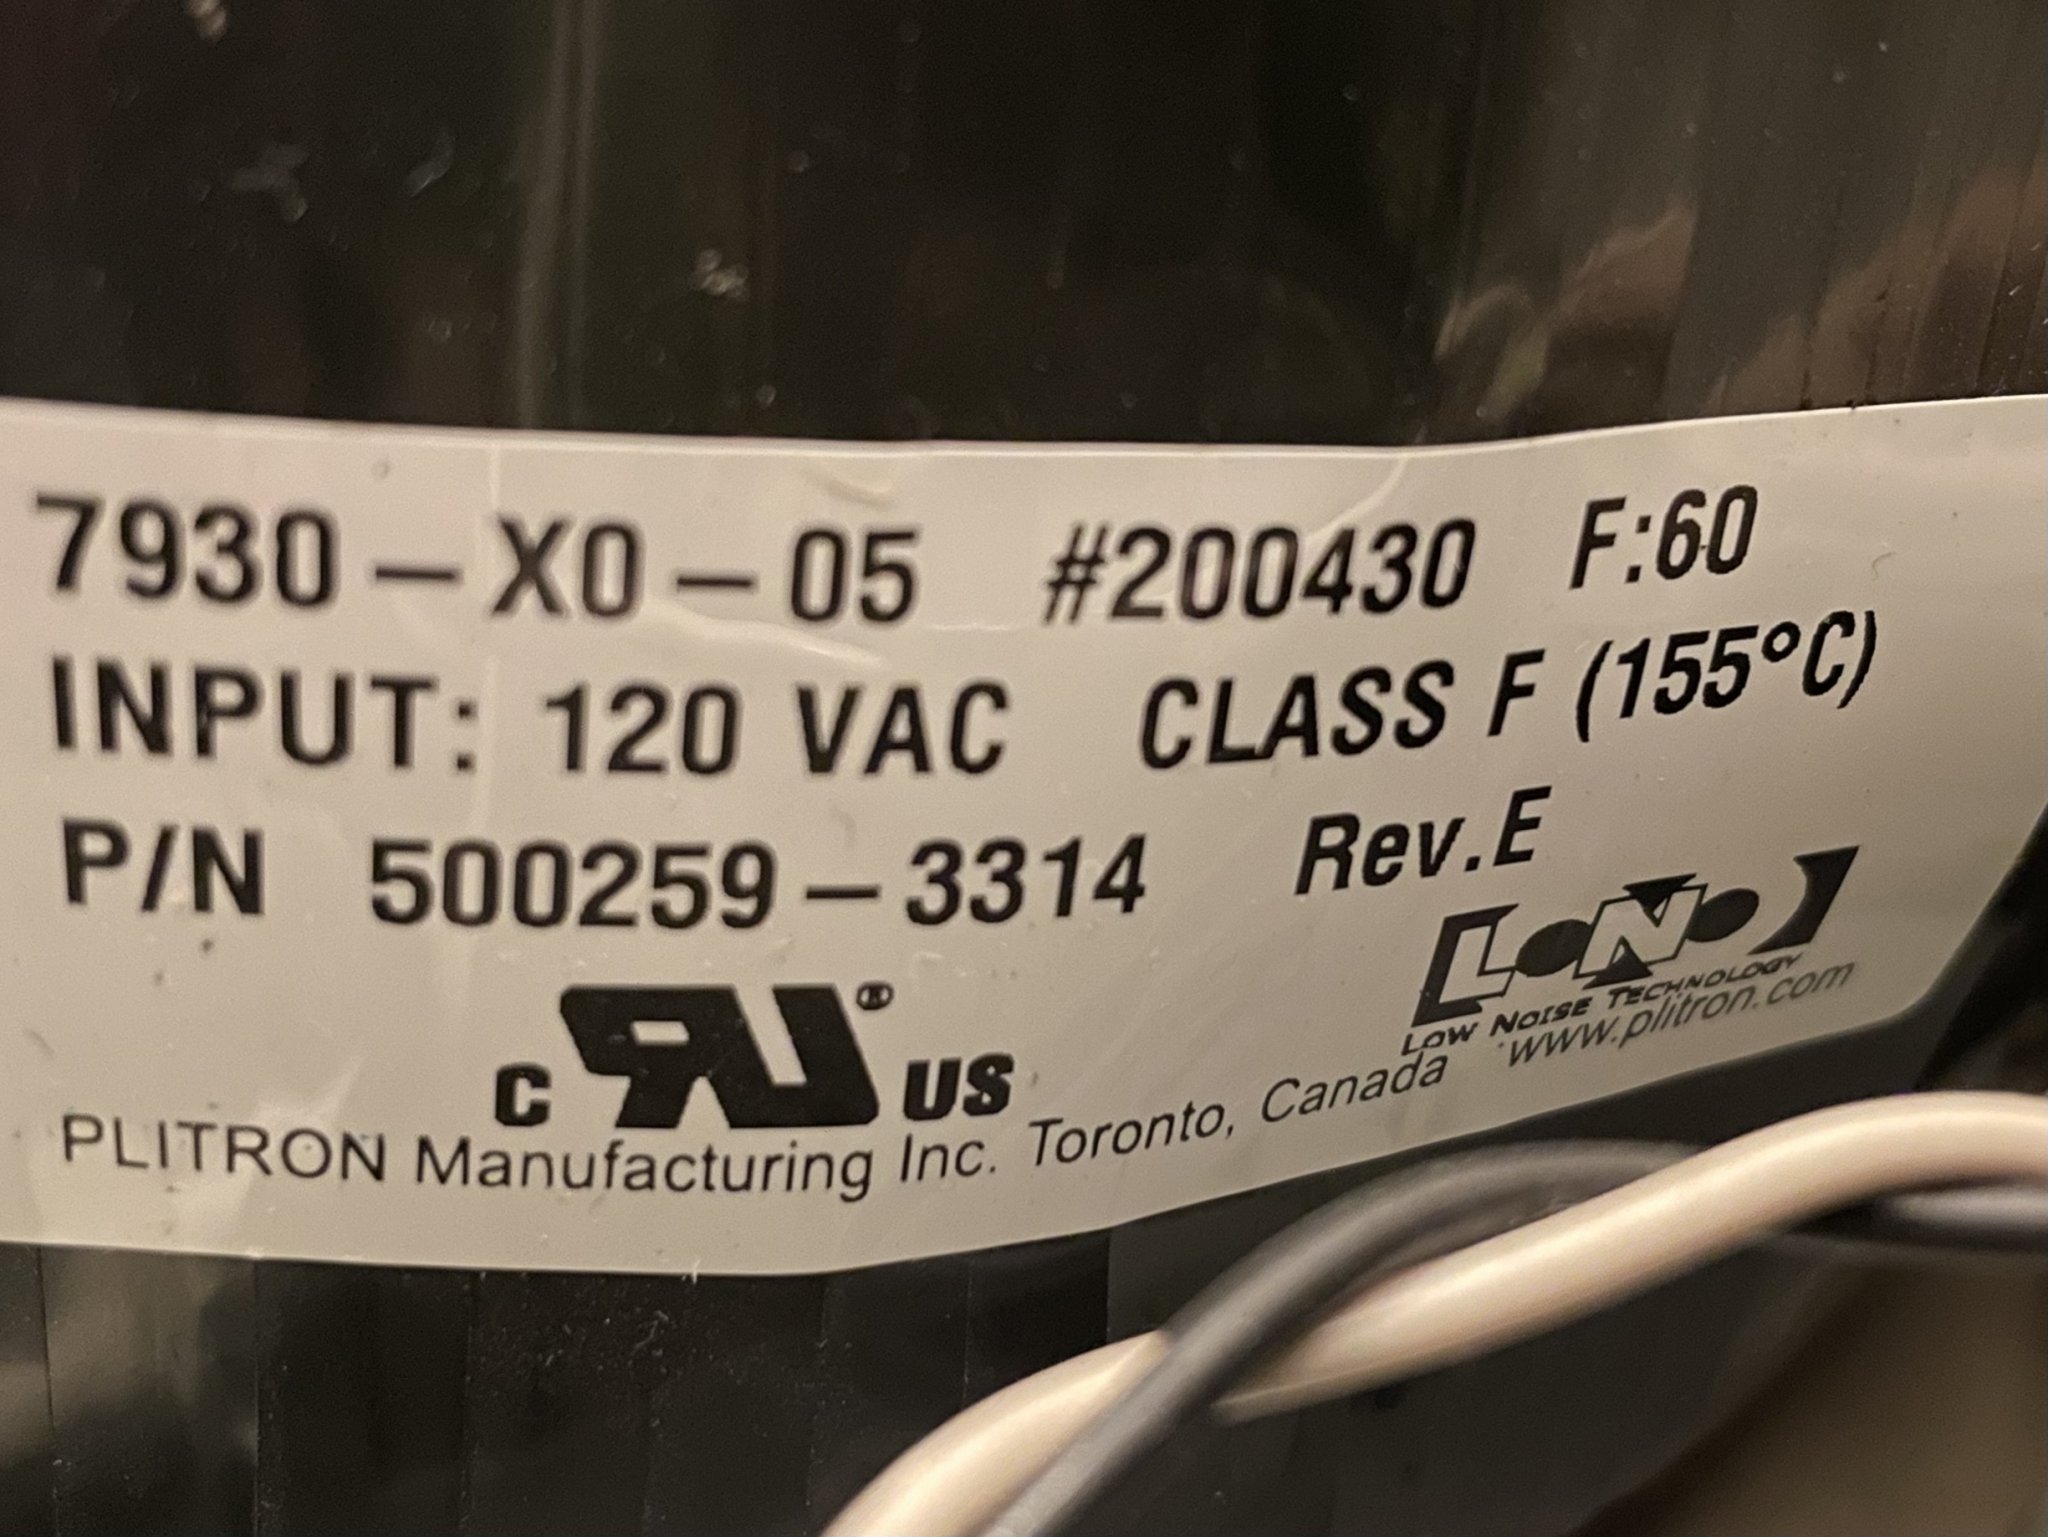 7930-X0-05 #200430 F:60
INPUT: 120 VAC CLASS F (155°C)
P/N 500259-3314 Rev.E
LoNo
LOW NOISE TECHNOLOGY
c RU® US
PLITRON Manufacturing Inc. Toronto, Canada www.plitron.com